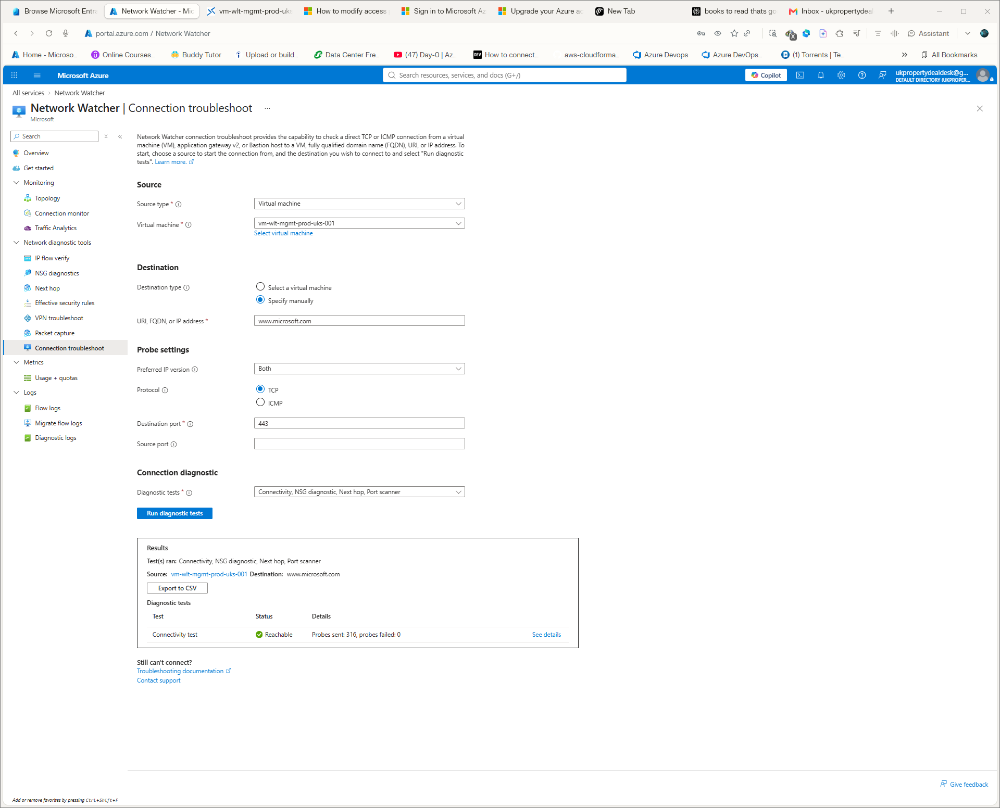 Browse Microsoft Entra
Network Watcher - Mic
vm-wlt-mgmt-prod-uks
How to modify access
Sign in to Microsoft Az
Upgrade your Azure ac
New Tab
books to read thats go
Inbox - ukpropertydeal
portal.azure.com / Network Watcher
Assistant
Home - Microso...
Online Courses...
Buddy Tutor
Upload or build...
Data Center Fre...
(47) Day-0 | Az...
How to connect...
aws-cloudforma...
Azure Devops
Azure DevOps...
(1) Torrents | Te...
All Bookmarks
Microsoft Azure
Search resources, services, and docs (G+/)
Copilot
ukpropertydealdesk@g...
DEFAULT DIRECTORY (UKPROPER...
All services
Network Watcher
Network Watcher | Connection troubleshoot
...
Microsoft
Search
Overview
Get started
Monitoring
Topology
Connection monitor
Traffic Analytics
Network diagnostic tools
IP flow verify
NSG diagnostics
Next hop
Effective security rules
VPN troubleshoot
Packet capture
Connection troubleshoot
Metrics
Usage + quotas
Logs
Flow logs
Migrate flow logs
Diagnostic logs
Network Watcher connection troubleshoot provides the capability to check a direct TCP or ICMP connection from a virtual
machine (VM), application gateway v2, or Bastion host to a VM, fully qualified domain name (FQDN), URI, or IP address. To
start, choose a source to start the connection from, and the destination you wish to connect to and select "Run diagnostic
tests". Learn more.
Source
Source type *
Virtual machine
Virtual machine *
vm-wlt-mgmt-prod-uks-001
Select virtual machine
Destination
Destination type
Select a virtual machine
Specify manually
URI, FQDN, or IP address *
www.microsoft.com
Probe settings
Preferred IP version
Both
Protocol
TCP
ICMP
Destination port *
443
Source port
Connection diagnostic
Diagnostic tests *
Connectivity, NSG diagnostic, Next hop, Port scanner
Run diagnostic tests
Results
Test(s) ran: Connectivity, NSG diagnostic, Next hop, Port scanner
Source: vm-wlt-mgmt-prod-uks-001 Destination: www.microsoft.com
Export to CSV
Diagnostic tests
Test Status Details
Connectivity test Reachable Probes sent: 316, probes failed: 0 See details
Still can't connect?
Troubleshooting documentation
Contact support
Give feedback
Add or remove favorites by pressing Ctrl+Shift+F